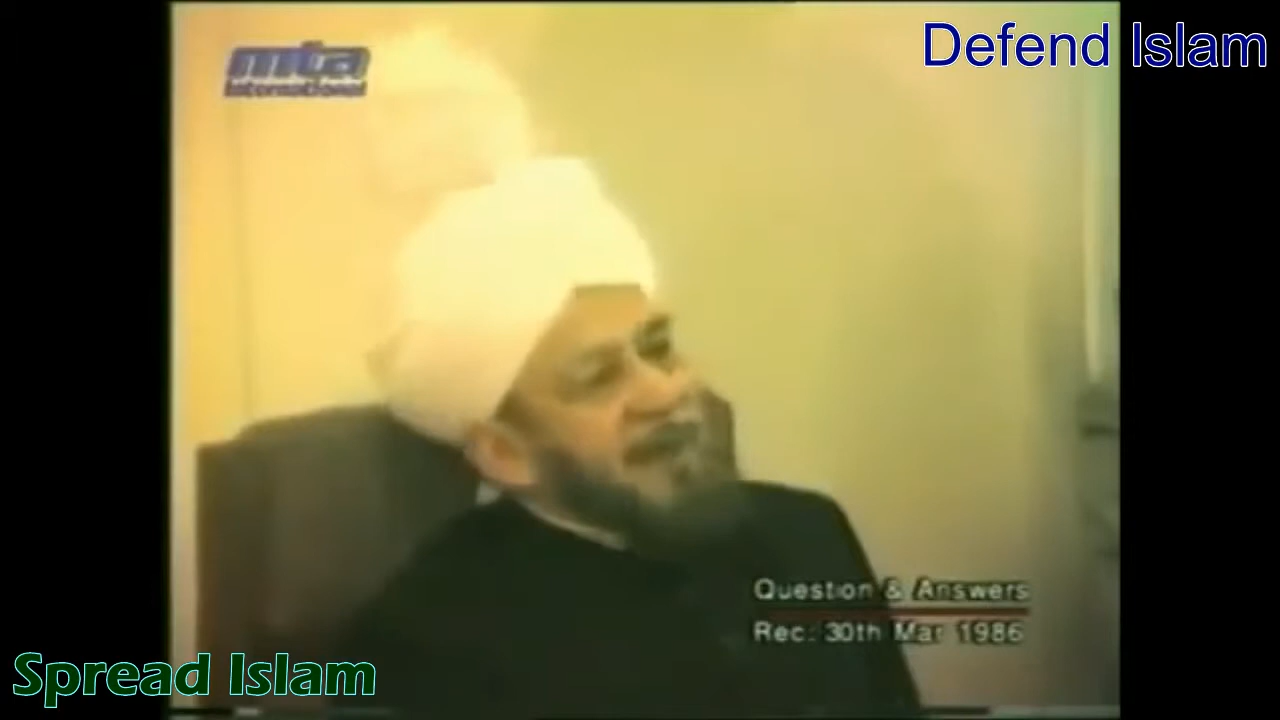 mta
International
Defend Islam
Question & Answers
Rec: 30th Mar 1986
Spread Islam